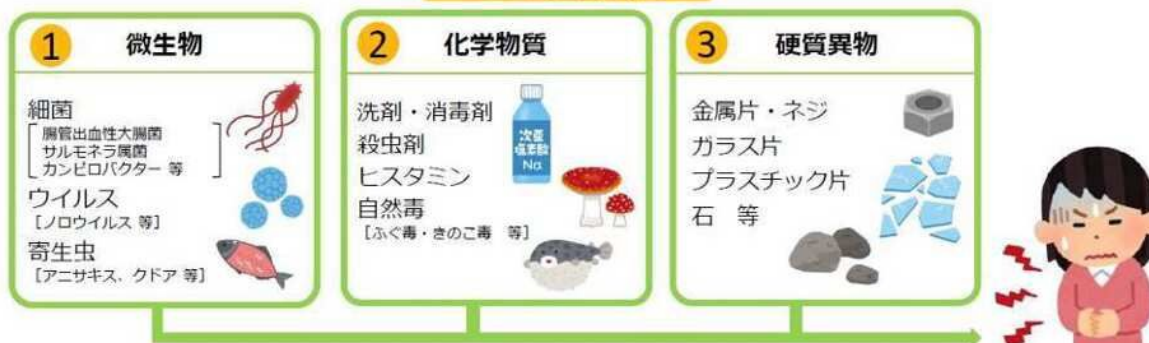 1 微生物
細菌
腸管出血性大腸菌
サルモネラ属菌
カンピロバクター 等
ウイルス
[ノロウイルス 等]
寄生虫
[アニサキス、クドア 等]
2 化学物質
洗剤・消毒剤
殺虫剤
ヒスタミン
自然毒
[ふぐ毒・きのこ毒 等]
次亜
塩素酸
Na
3 硬質異物
金属片・ネジ
ガラス片
プラスチック片
石 等